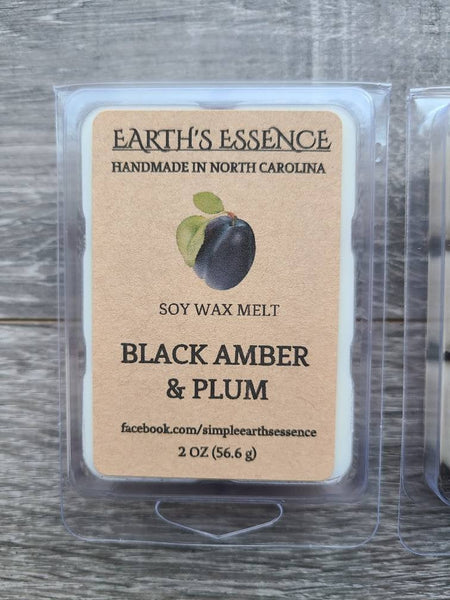 EARTH'S ESSENCE
HANDMADE IN NORTH CAROLINA
SOY WAX MELT
BLACK AMBER
& PLUM
facebook.com/simpleearthsessence
2 OZ (56.6 g)